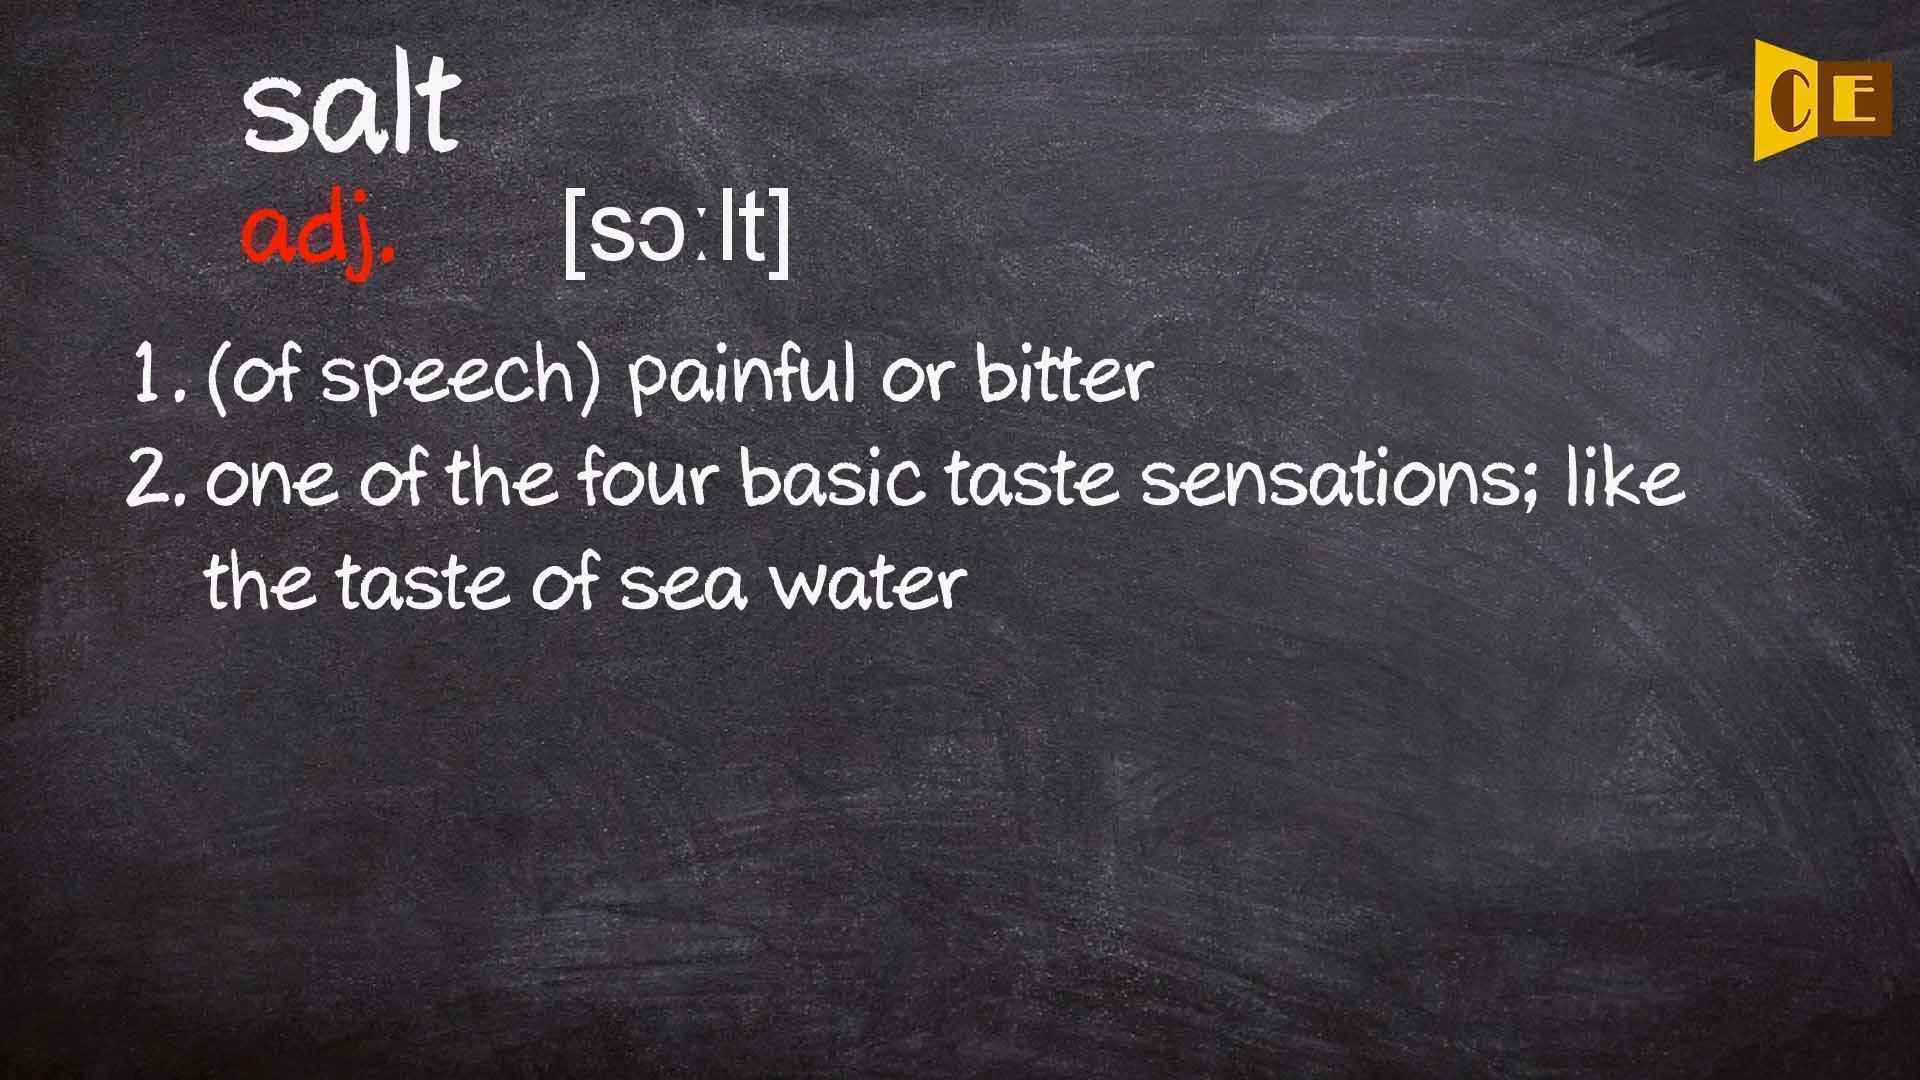 salt
CE
adj. [sɔːlt]
1. (of speech) painful or bitter
2. one of the four basic taste sensations; like
the taste of sea water